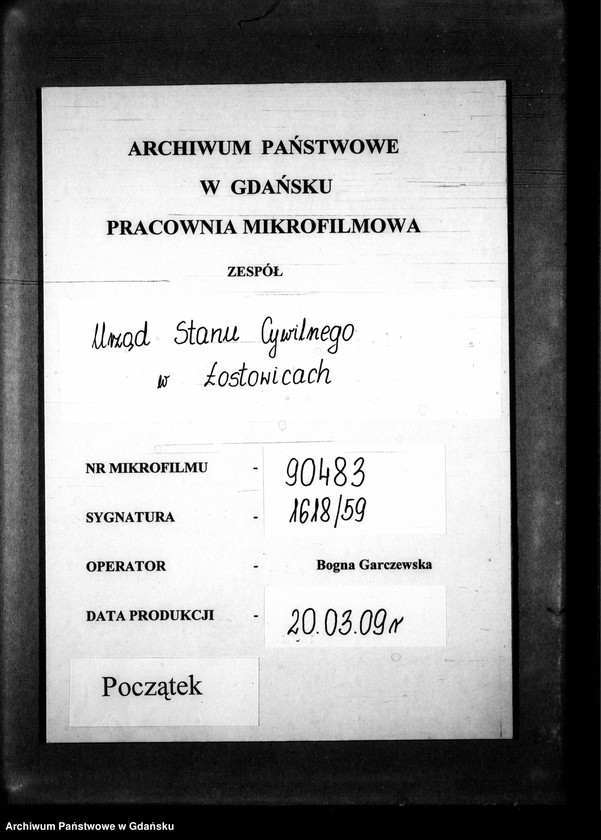 ARCHIWUM PAŃSTWOWE
W GDAŃSKU
PRACOWNIA MIKROFILMOWA
ZESPÓŁ
Urząd Stanu Cywilnego
w Łostowicach
NR MIKROFILMU - 90483
SYGNATURA - 1618/59
OPERATOR - Bogna Garczewska
DATA PRODUKCJI - 20.03.09r
Początek
Archiwum Państwowe w Gdańsku